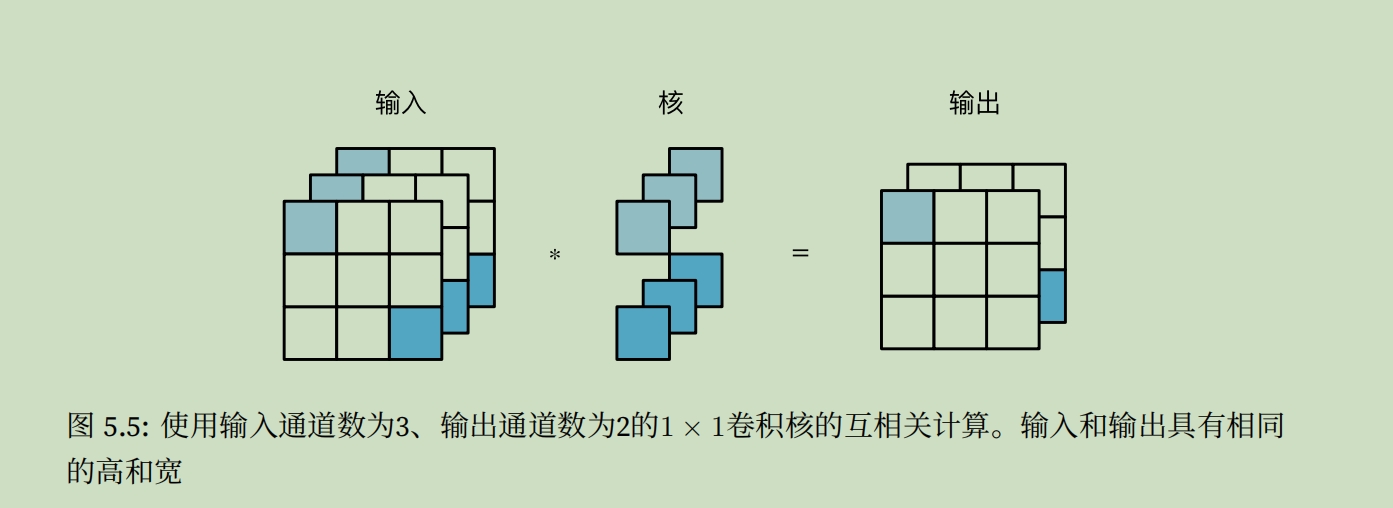 输入 核 输出
* =
图 5.5: 使用输入通道数为3、输出通道数为2的1 × 1卷积核的互相关计算。输入和输出具有相同
的高和宽